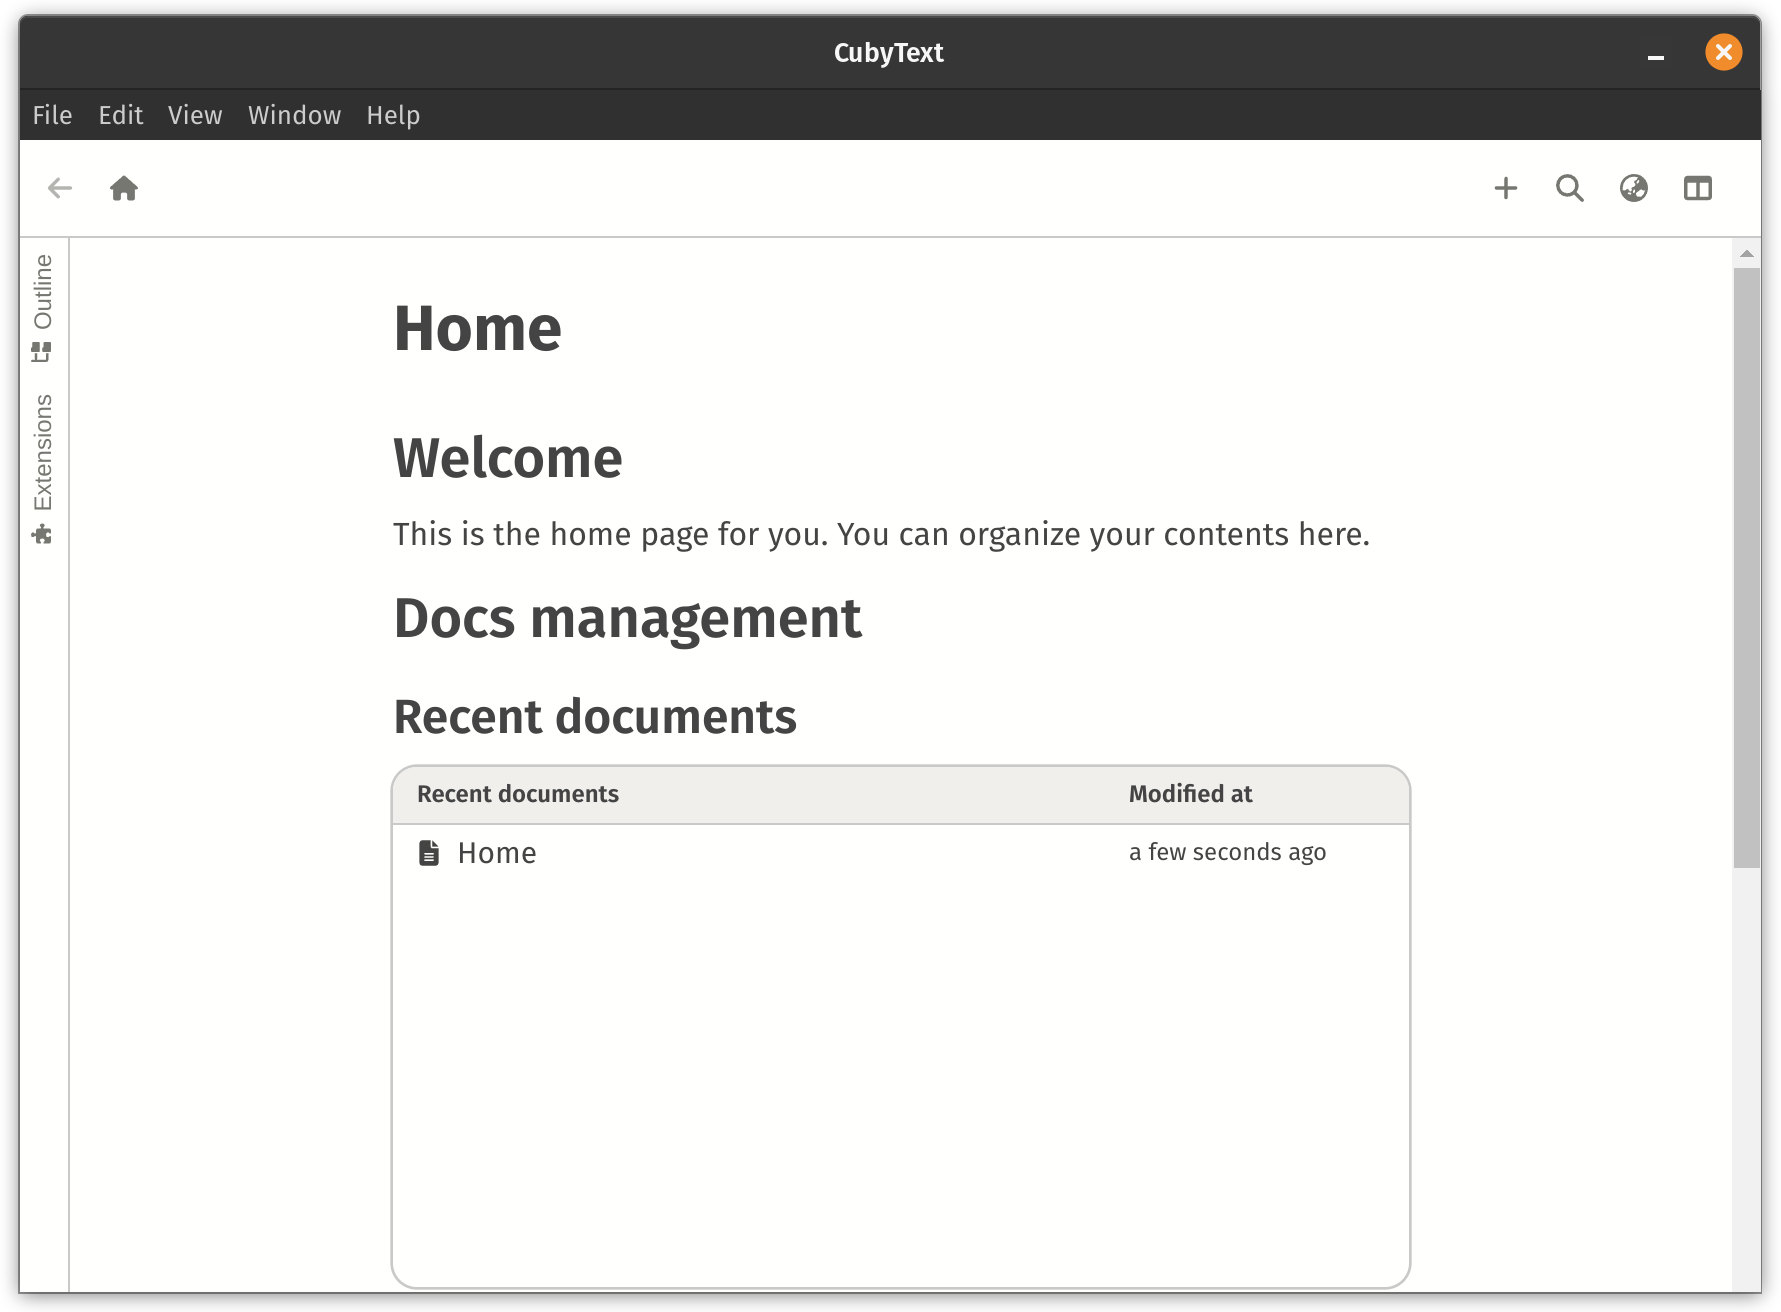 CubyText
File Edit View Window Help
Outline
Extensions
Home
Welcome
This is the home page for you. You can organize your contents here.
Docs management
Recent documents
Recent documents Modified at
Home a few seconds ago